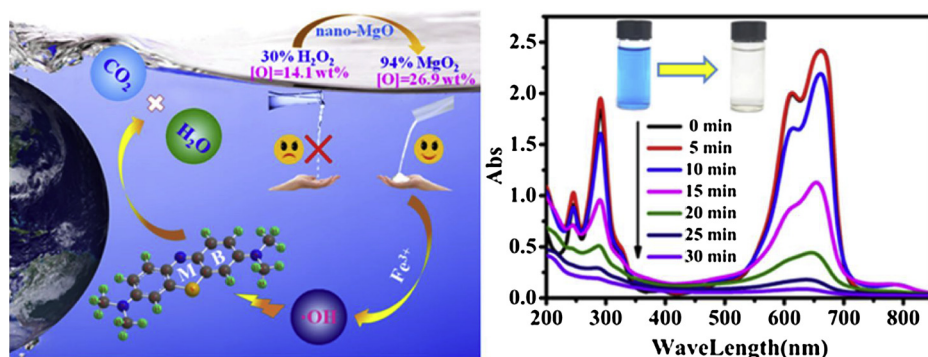 nano-MgO
30% H₂O₂
[O]=14.1 wt%
94% MgO₂
[O]=26.9 wt%
CO₂
H₂O
M B
Fe³⁺
·OH
Abs
2.5
2.0
1.5
1.0
0.5
0.0
0 min
5 min
10 min
15 min
20 min
25 min
30 min
200 300 400 500 600 700 800
WaveLength(nm)